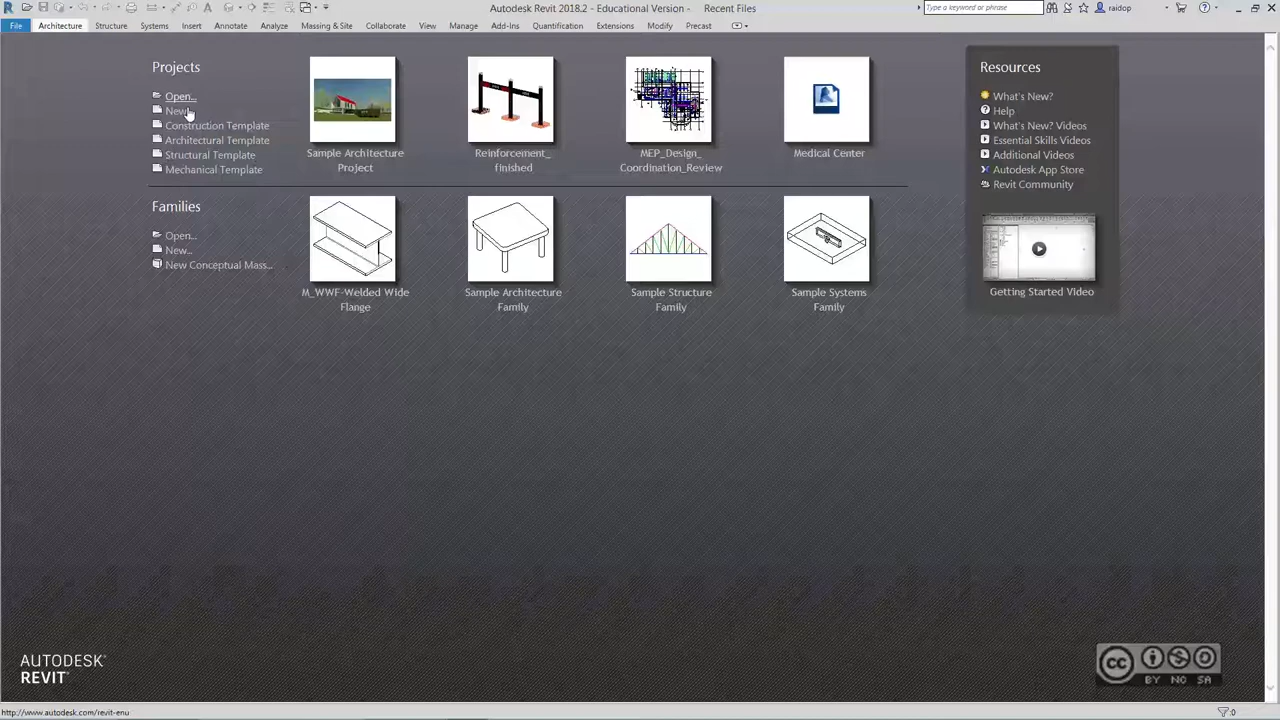 Autodesk Revit 2018.2 - Educational Version - Recent Files
Type a keyword or phrase
raidop
File Architecture Structure Systems Insert Annotate Analyze Massing & Site Collaborate View Manage Add-Ins Quantification Extensions Modify Precast
Projects
Open...
New...
Construction Template
Architectural Template
Structural Template
Mechanical Template
Sample Architecture
Project
Reinforcement_
finished
MEP_Design_
Coordination_Review
Medical Center
Families
Open...
New...
New Conceptual Mass...
M_WWF-Welded Wide
Flange
Sample Architecture
Family
Sample Structure
Family
Sample Systems
Family
Resources
What's New?
Help
What's New? Videos
Essential Skills Videos
Additional Videos
Autodesk App Store
Revit Community
Getting Started Video
AUTODESK®
REVIT®
cc
BY NC SA
http://www.autodesk.com/revit-enu
:0